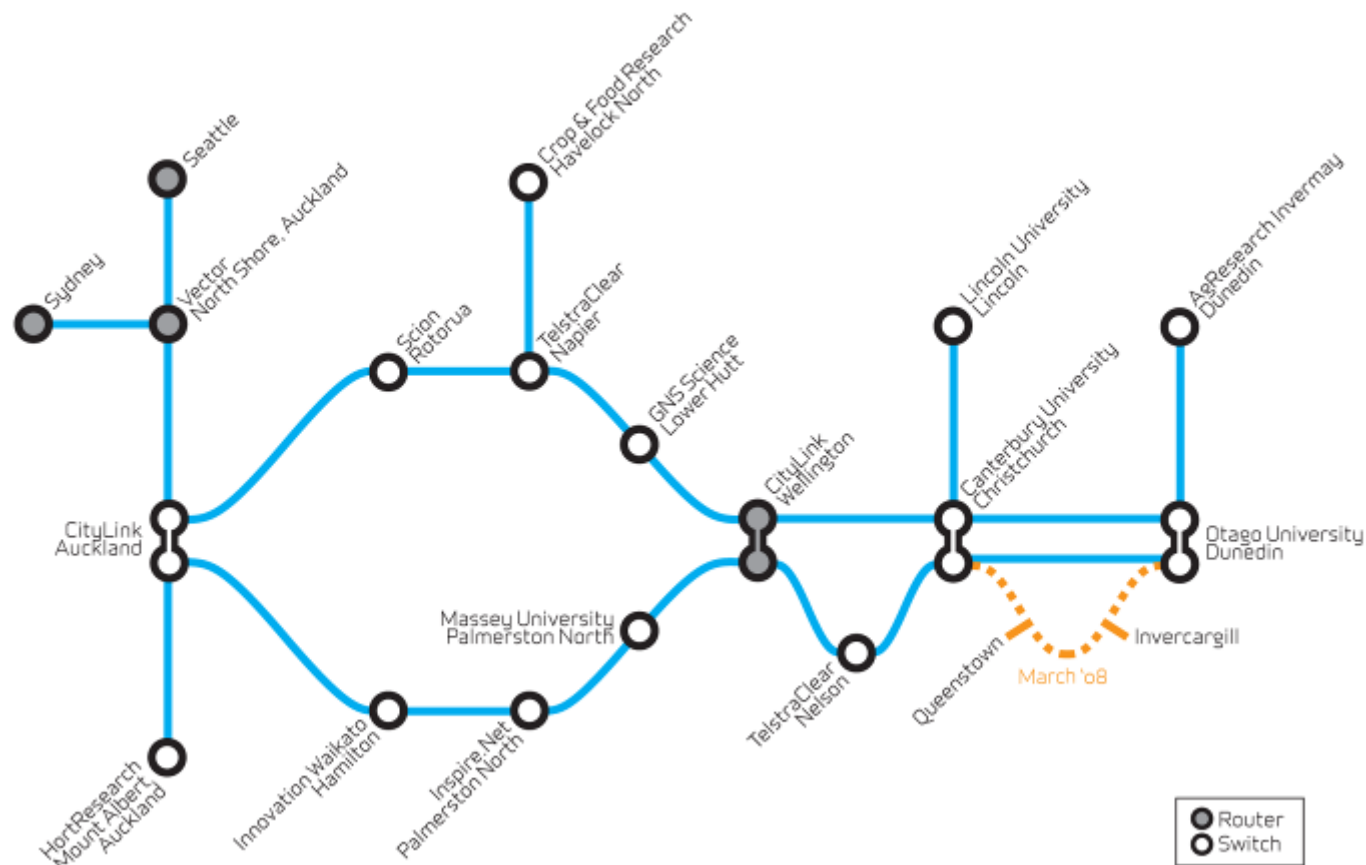 Seattle
Sydney
Vector
North Shore, Auckland
Crop & Food Research
Havelock North
Scion
Rotorua
TelstraClear
Napier
GNS Science
Lower Hutt
CityLink
Wellington
Lincoln University
Lincoln
Canterbury University
Christchurch
AgResearch Invermay
Dunedin
CityLink
Auckland
Otago University
Dunedin
Massey University
Palmerston North
Queenstown
Invercargill
March '08
TelstraClear
Nelson
HortResearch
Mount Albert
Auckland
Innovation Waikato
Hamilton
Inspire.Net
Palmerston North
Router
Switch